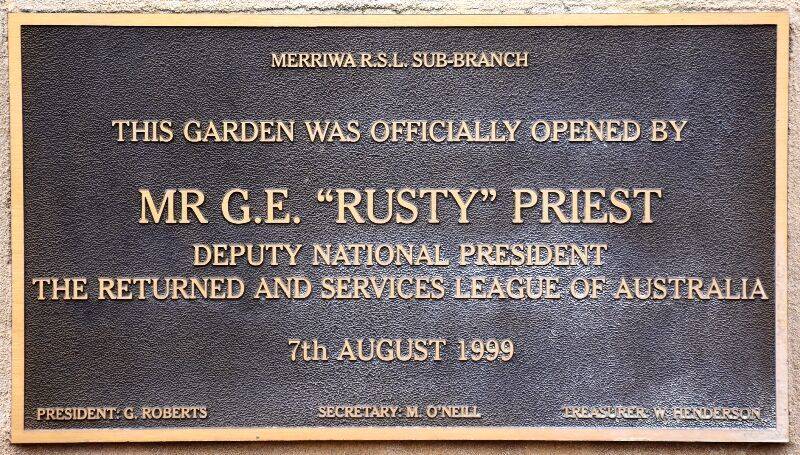 MERRIWA R.S.L. SUB-BRANCH
THIS GARDEN WAS OFFICIALLY OPENED BY
MR G.E. “RUSTY” PRIEST
DEPUTY NATIONAL PRESIDENT
THE RETURNED AND SERVICES LEAGUE OF AUSTRALIA
7th AUGUST 1999
PRESIDENT: G. ROBERTS SECRETARY: M. O'NEILL TREASURER: W. HENDERSON